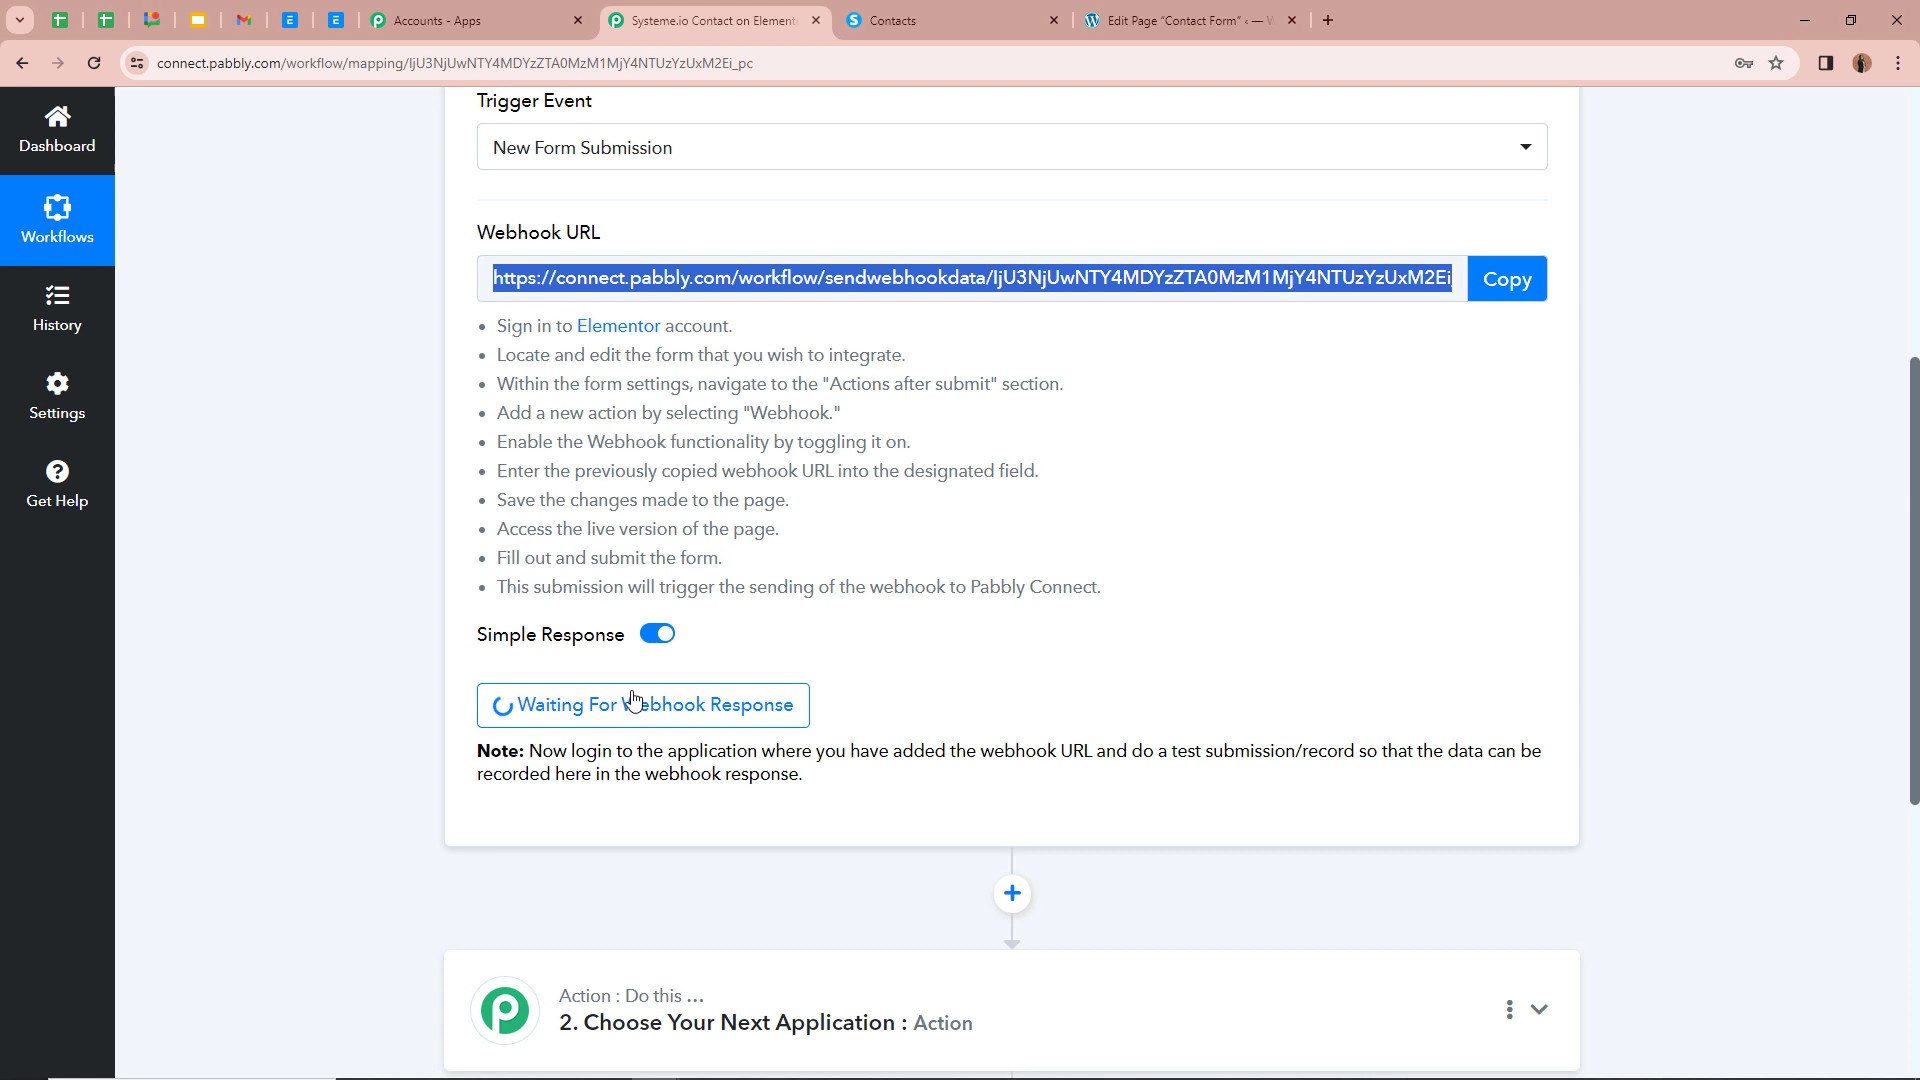 Accounts - Apps
Systeme.io Contact on Element
Contacts
Edit Page "Contact Form" ‹ — W
connect.pabbly.com/workflow/mapping/IjU3NjUwNTY4MDYzZTA0MzM1MjY4NTUzYzUxM2Ei_pc
Dashboard
Workflows
History
Settings
Get Help
Trigger Event
New Form Submission
Webhook URL
https://connect.pabbly.com/workflow/sendwebhookdata/IjU3NjUwNTY4MDYzZTA0MzM1MjY4NTUzYzUxM2Ei
Copy
• Sign in to Elementor account.
• Locate and edit the form that you wish to integrate.
• Within the form settings, navigate to the "Actions after submit" section.
• Add a new action by selecting "Webhook."
• Enable the Webhook functionality by toggling it on.
• Enter the previously copied webhook URL into the designated field.
• Save the changes made to the page.
• Access the live version of the page.
• Fill out and submit the form.
• This submission will trigger the sending of the webhook to Pabbly Connect.
Simple Response
Waiting For Webhook Response
Note: Now login to the application where you have added the webhook URL and do a test submission/record so that the data can be
recorded here in the webhook response.
Action : Do this ...
2. Choose Your Next Application : Action